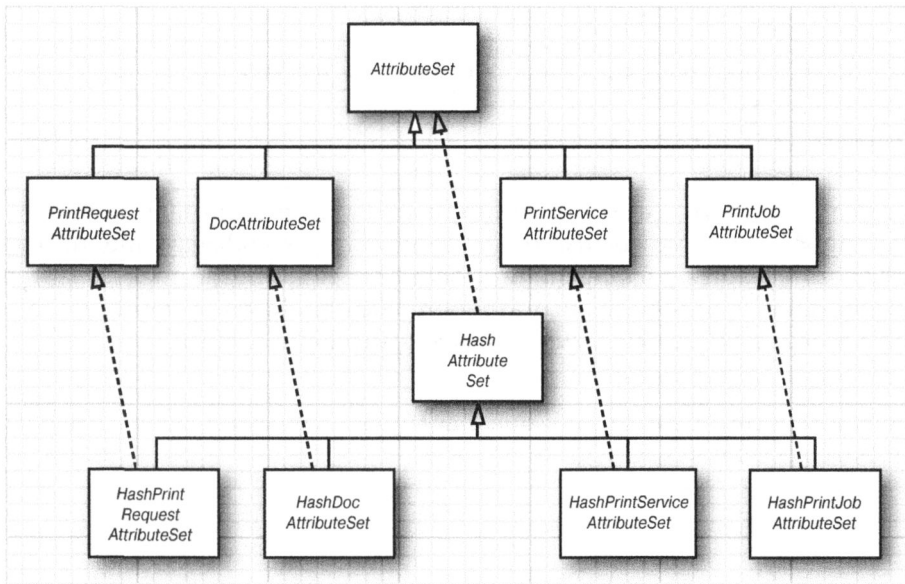 AttributeSet
PrintRequest
AttributeSet
DocAttributeSet
PrintService
AttributeSet
PrintJob
AttributeSet
Hash
Attribute
Set
HashPrint
Request
AttributeSet
HashDoc
AttributeSet
HashPrintService
AttributeSet
HashPrintJob
AttributeSet